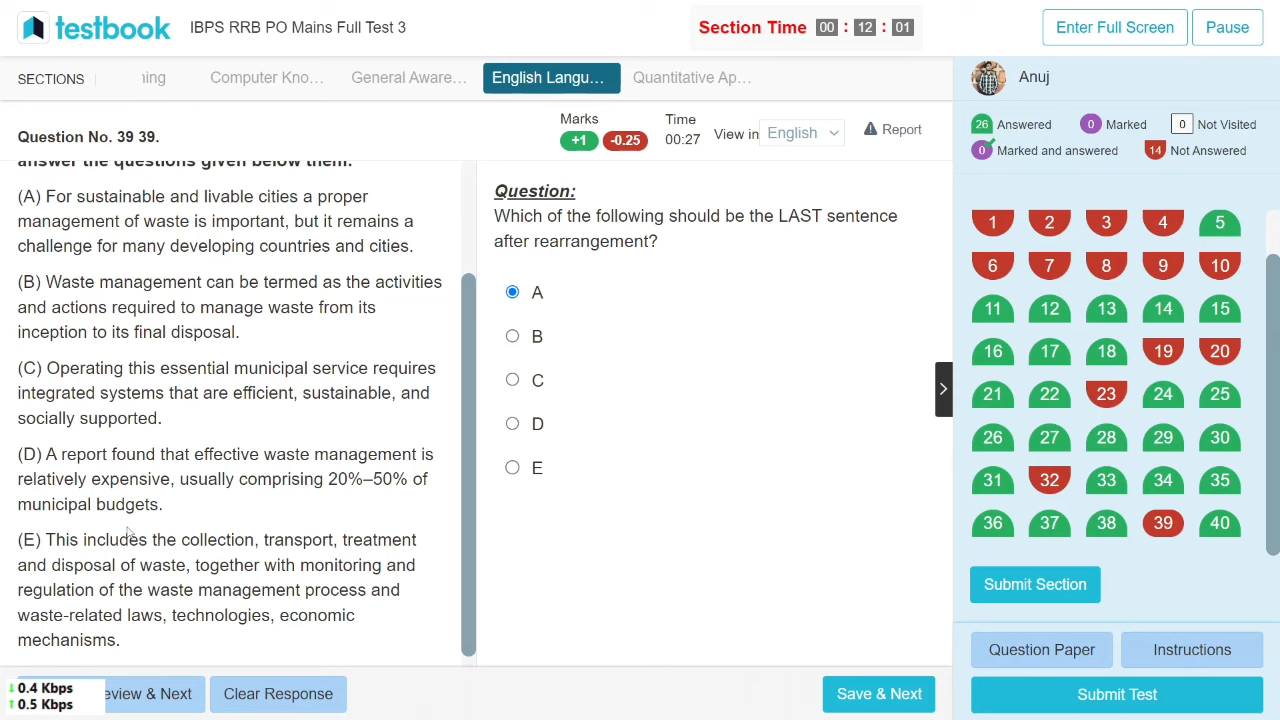 testbook
IBPS RRB PO Mains Full Test 3
Section Time 00 : 12 : 01
Enter Full Screen
Pause
SECTIONS
ning
Computer Kno...
General Aware...
English Langu...
Quantitative Ap...
Anuj
Question No. 39 39.
Marks
+1 -0.25
Time
00:27
View in English
Report
26 Answered
0 Marked
0 Not Visited
0 Marked and answered
14 Not Answered
answer the questions given below them.
(A) For sustainable and livable cities a proper
management of waste is important, but it remains a
challenge for many developing countries and cities.
(B) Waste management can be termed as the activities
and actions required to manage waste from its
inception to its final disposal.
(C) Operating this essential municipal service requires
integrated systems that are efficient, sustainable, and
socially supported.
(D) A report found that effective waste management is
relatively expensive, usually comprising 20%–50% of
municipal budgets.
(E) This includes the collection, transport, treatment
and disposal of waste, together with monitoring and
regulation of the waste management process and
waste-related laws, technologies, economic
mechanisms.
Question:
Which of the following should be the LAST sentence
after rearrangement?
A
B
C
D
E
1 2 3 4 5
6 7 8 9 10
11 12 13 14 15
16 17 18 19 20
21 22 23 24 25
26 27 28 29 30
31 32 33 34 35
36 37 38 39 40
Submit Section
Question Paper
Instructions
Submit Test
0.4 Kbps
0.5 Kbps
eview & Next
Clear Response
Save & Next